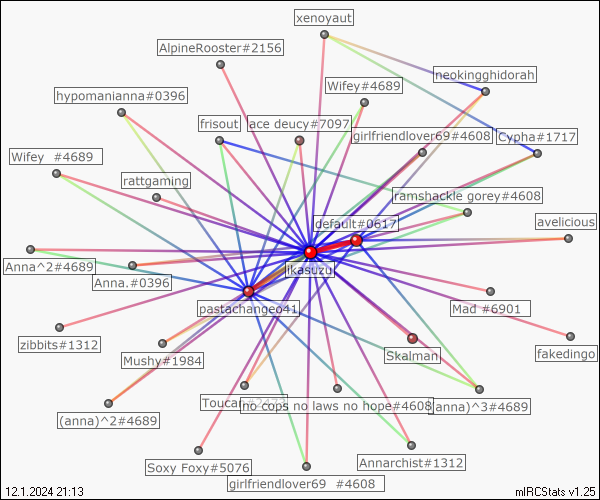 xenoyaut
AlpineRooster#2156
neokingghidorah
Wifey#4689
hypomanianna#0396
frisout
ace deucy#7097
girlfriendlover69#4608
Cypha#1717
Wifey #4689
rattgaming
ramshackle gorey#4608
default#0617
avelicious
Anna^2#4689
likasuzu
Anna.#0396
pastachangeo41
Mad #6901
zibbits#1312
Mushy#1984
Skalman
fakedingo
Toucan
no cops no laws no hope#4608
(anna)^3#4689
(anna)^2#4689
Soxy Foxy#5076
Annarchist#1312
girlfriendlover69 #4608
12.1.2024 21:13
mIRCStats v1.25